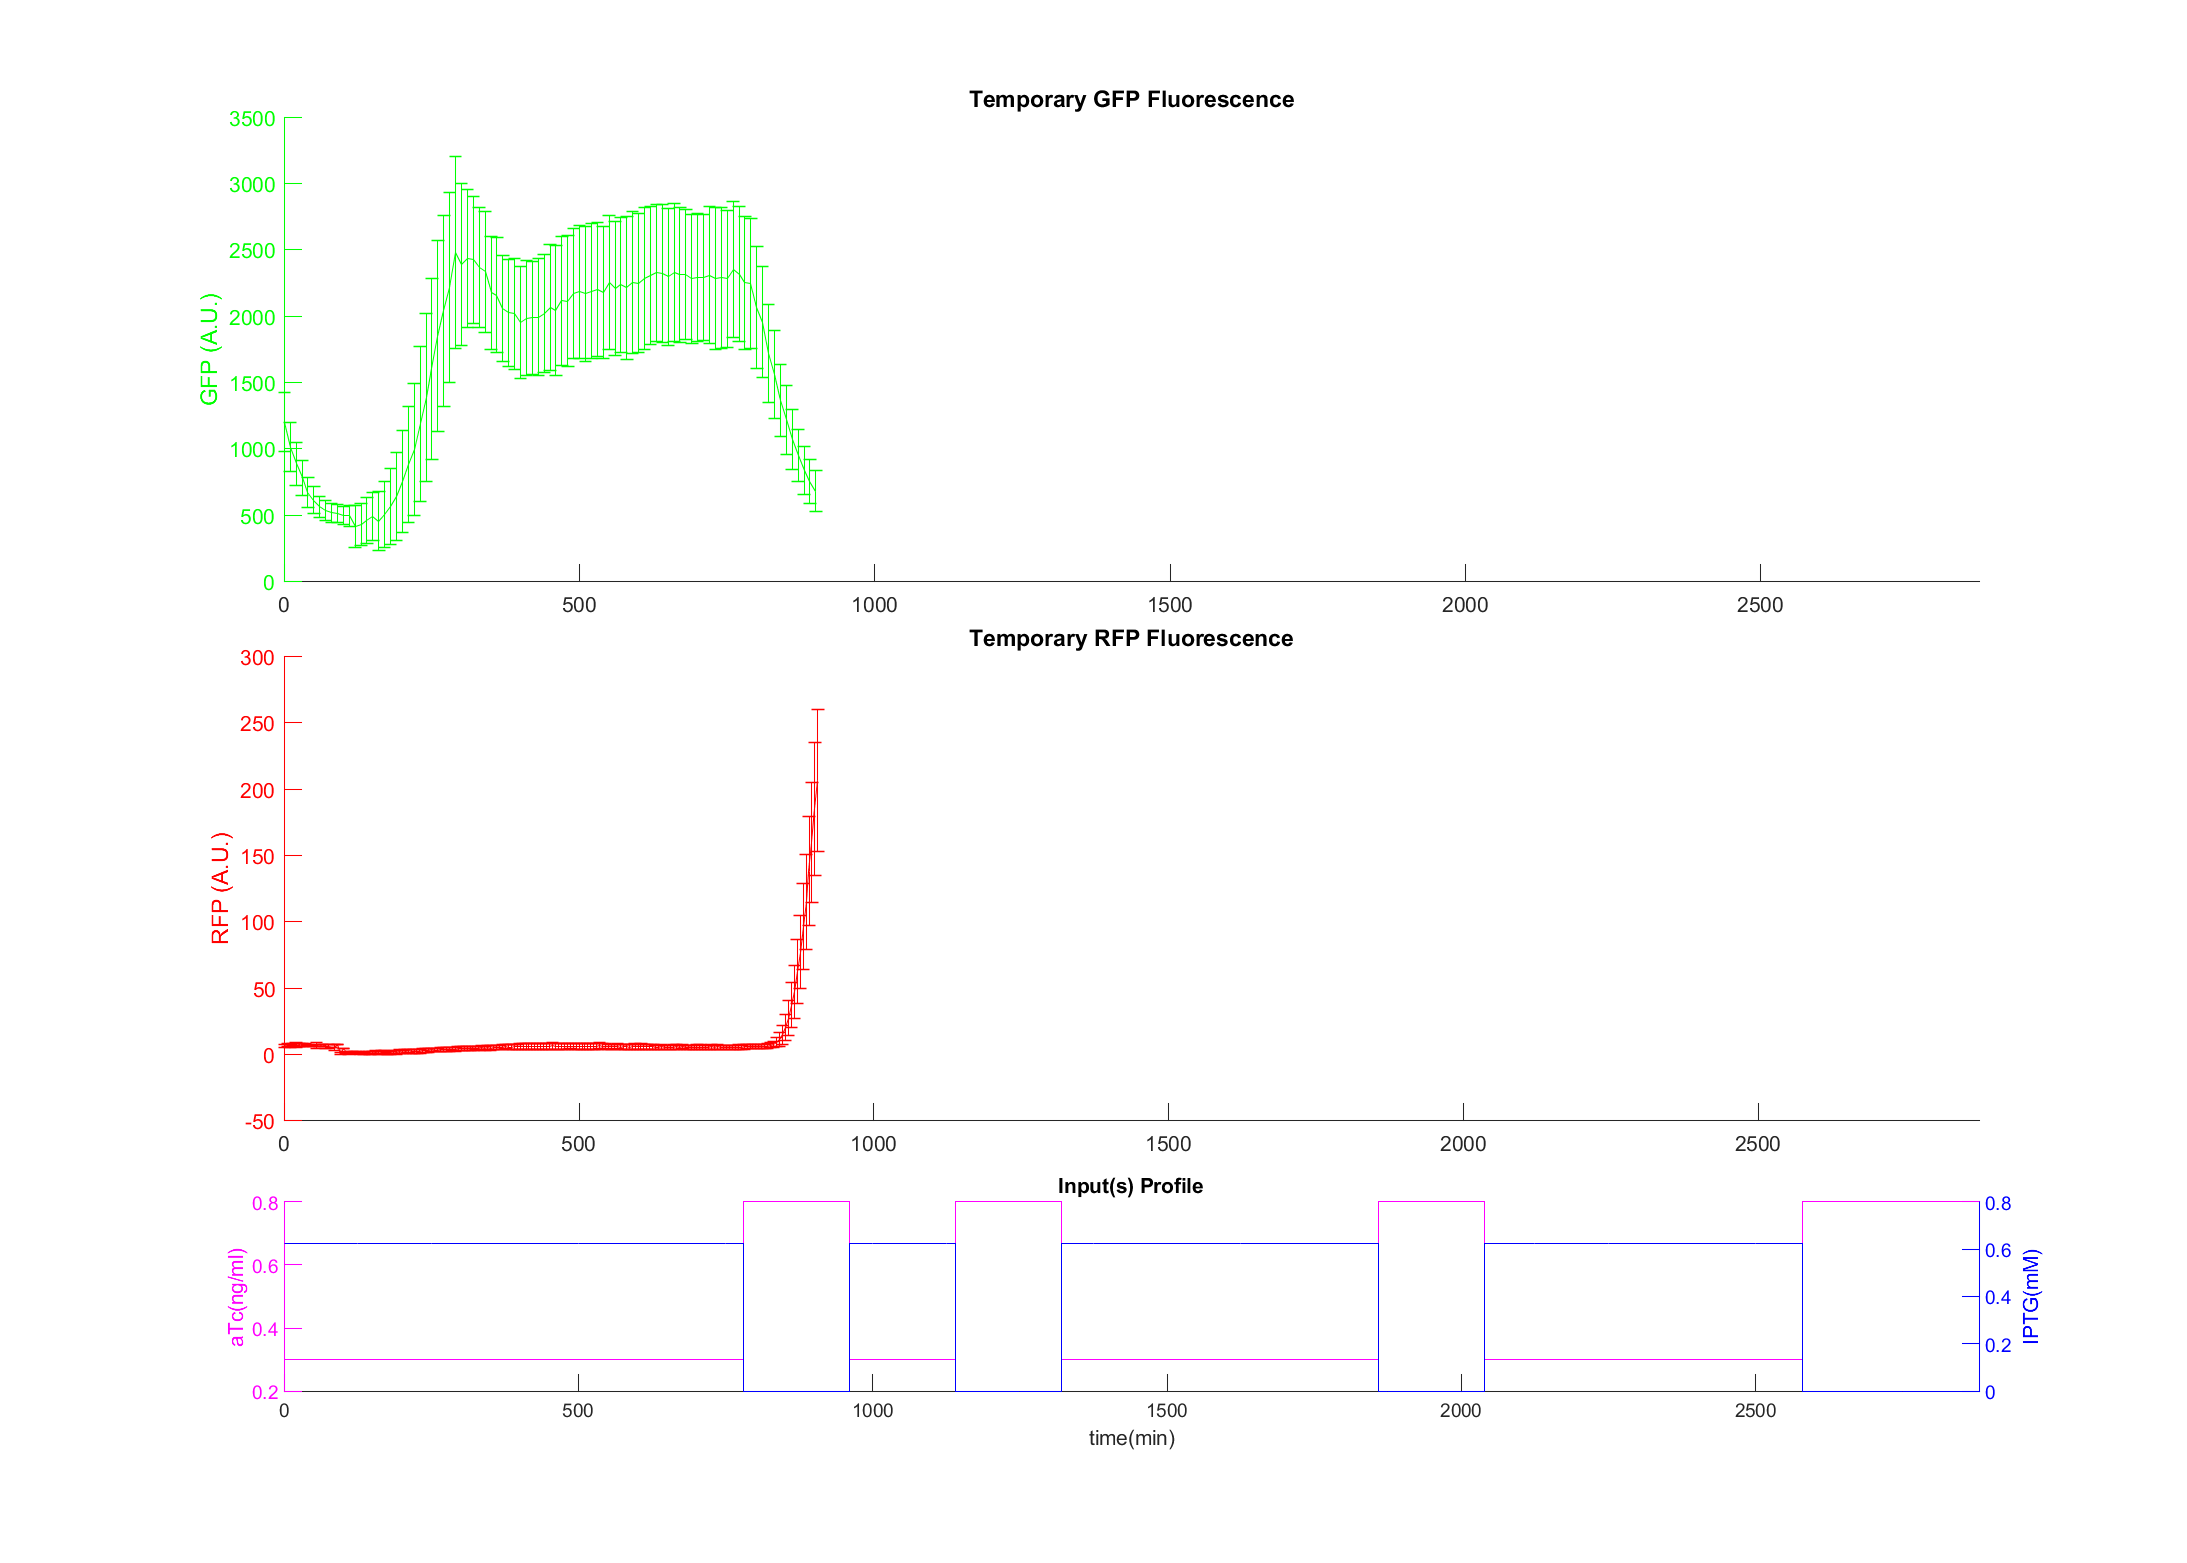 Temporary GFP Fluorescence
3500
3000
2500
2000
1500
1000
500
0
GFP (A.U.)
0 500 1000 1500 2000 2500
Temporary RFP Fluorescence
300
250
200
150
100
50
0
-50
RFP (A.U.)
0 500 1000 1500 2000 2500
Input(s) Profile
0.8
0.6
0.4
0.2
aTc(ng/ml)
0.8
0.6
0.4
0.2
0
IPTG(mM)
0 500 1000 1500 2000 2500
time(min)